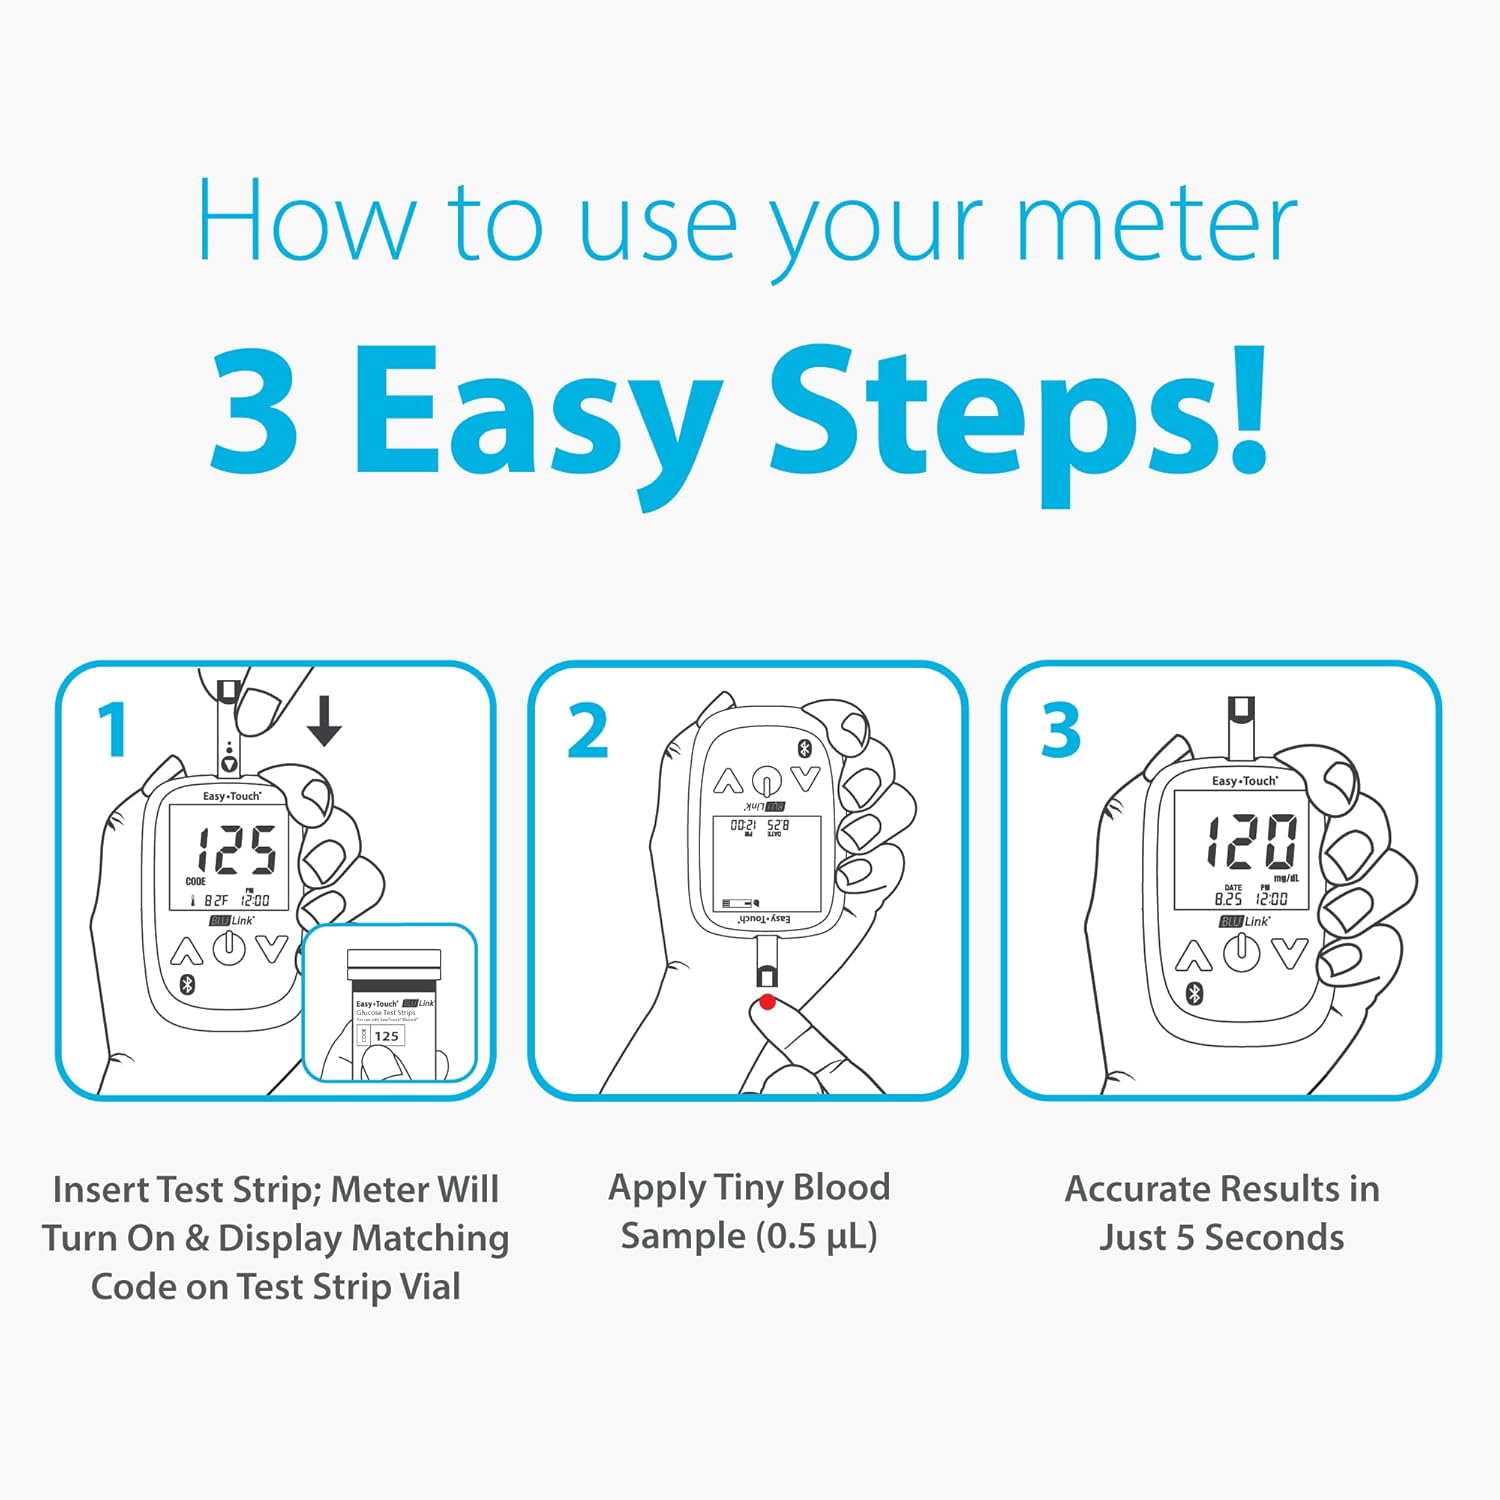 How to use your meter
3 Easy Steps!
1
Easy•Touch®
125
CODE
PM
82F 12:00
BLU Link®
Easy•Touch® BLU Link®
Glucose Test Strips
CODE 125
2
BLU Link®
12:00 8.25
PM DATE
Easy•Touch®
3
Easy•Touch®
120
mg/dL
DATE PM
8.25 12:00
BLU Link®
Insert Test Strip; Meter Will
Turn On & Display Matching
Code on Test Strip Vial
Apply Tiny Blood
Sample (0.5 µL)
Accurate Results in
Just 5 Seconds